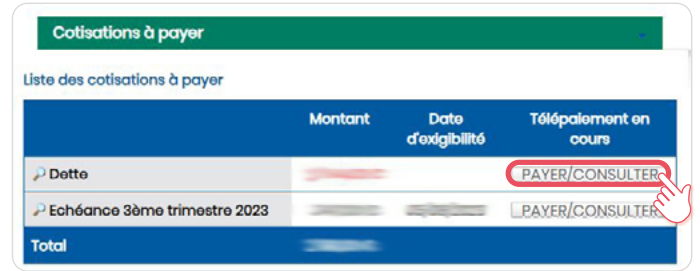 Cotisations à payer
Liste des cotisations à payer
Montant Date d'exigibilité Télépaiement en cours
Dette PAYER/CONSULTER
Echéance 3ème trimestre 2023 PAYER/CONSULTER
Total